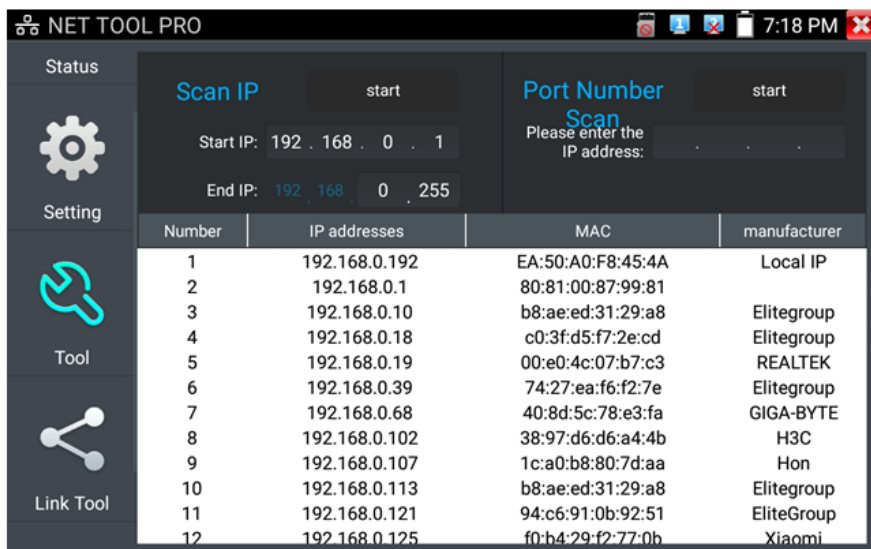 NET TOOL PRO 1 2 7:18 PM
Status
Setting
Tool
Link Tool
Scan IP start
Start IP: 192 . 168 . 0 . 1
End IP: 192 . 168 . 0 . 255
Port Number Scan start
Please enter the IP address: . . .
Number IP addresses MAC manufacturer
1 192.168.0.192 EA:50:A0:F8:45:4A Local IP
2 192.168.0.1 80:81:00:87:99:81
3 192.168.0.10 b8:ae:ed:31:29:a8 Elitegroup
4 192.168.0.18 c0:3f:d5:f7:2e:cd Elitegroup
5 192.168.0.19 00:e0:4c:07:b7:c3 REALTEK
6 192.168.0.39 74:27:ea:f6:f2:7e Elitegroup
7 192.168.0.68 40:8d:5c:78:e3:fa GIGA-BYTE
8 192.168.0.102 38:97:d6:d6:a4:4b H3C
9 192.168.0.107 1c:a0:b8:80:7d:aa Hon
10 192.168.0.113 b8:ae:ed:31:29:a8 Elitegroup
11 192.168.0.121 94:c6:91:0b:92:51 EliteGroup
12 192.168.0.125 f0:b4:29:f2:77:0b Xiaomi